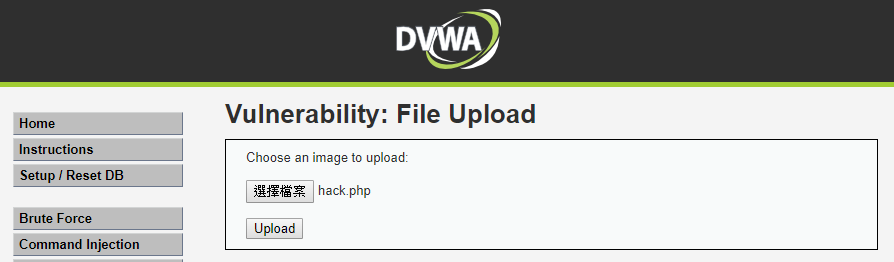 DVWA
Vulnerability: File Upload
Home
Instructions
Setup / Reset DB
Brute Force
Command Injection
Choose an image to upload:
選擇檔案 hack.php
Upload